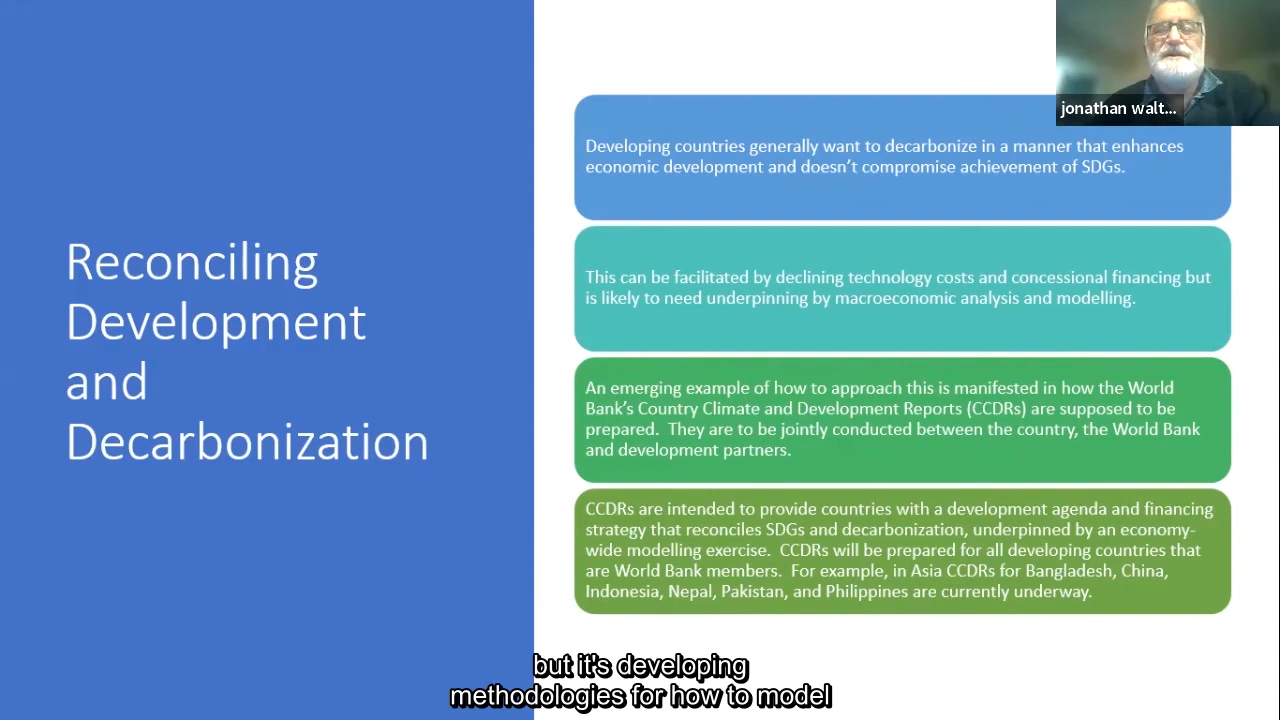 jonathan walt...
Reconciling
Development
and
Decarbonization
Developing countries generally want to decarbonize in a manner that enhances
economic development and doesn't compromise achievement of SDGs.
This can be facilitated by declining technology costs and concessional financing but
is likely to need underpinning by macroeconomic analysis and modelling.
An emerging example of how to approach this is manifested in how the World
Bank's Country Climate and Development Reports (CCDRs) are supposed to be
prepared.  They are to be jointly conducted between the country, the World Bank
and development partners.
CCDRs are intended to provide countries with a development agenda and financing
strategy that reconciles SDGs and decarbonization, underpinned by an economy-
wide modelling exercise.  CCDRs will be prepared for all developing countries that
are World Bank members.  For example, in Asia CCDRs for Bangladesh, China,
Indonesia, Nepal, Pakistan, and Philippines are currently underway.
but it's developing
methodologies for how to model